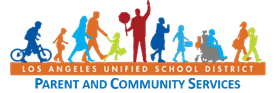 LOS ANGELES UNIFIED SCHOOL DISTRICT
PARENT AND COMMUNITY SERVICES